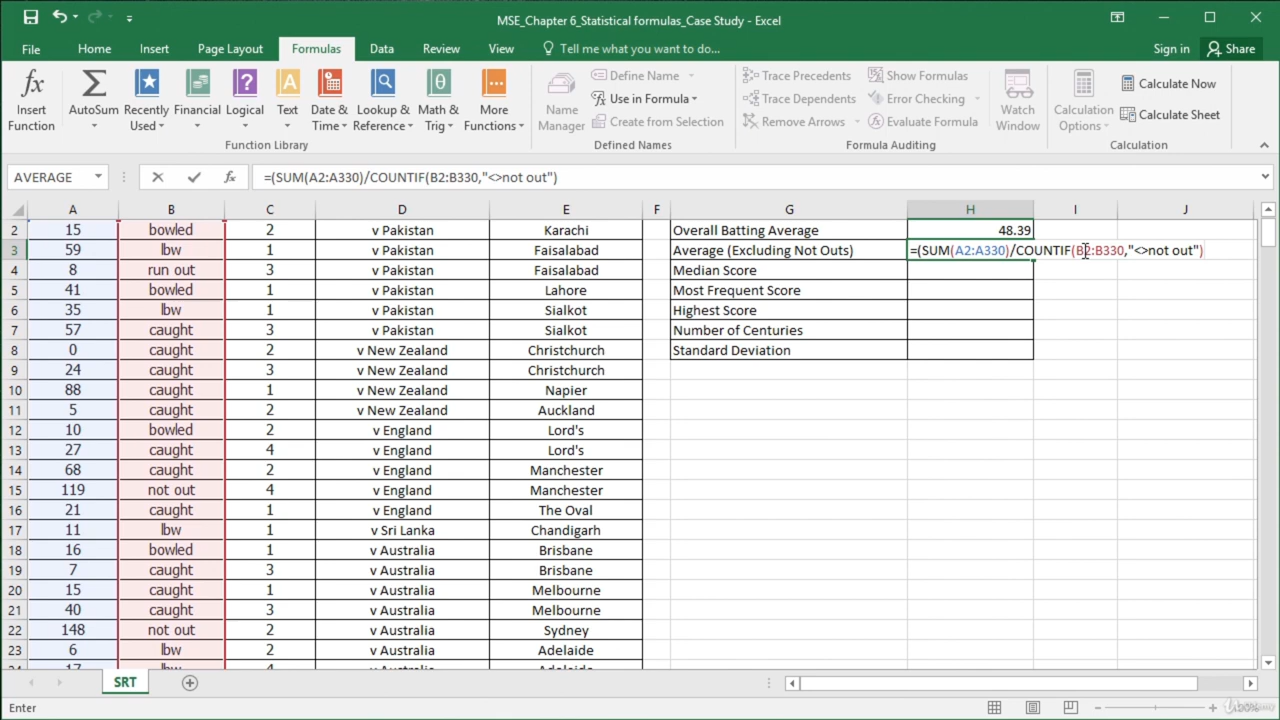 MSE_Chapter 6_Statistical formulas_Case Study - Excel
File Home Insert Page Layout Formulas Data Review View Tell me what you want to do... Sign in Share
Insert Function
AutoSum
Recently Used
Financial
Logical
Text
Date & Time
Lookup & Reference
Math & Trig
More Functions
Function Library
Name Manager
Define Name
Use in Formula
Create from Selection
Defined Names
Trace Precedents
Trace Dependents
Remove Arrows
Show Formulas
Error Checking
Evaluate Formula
Watch Window
Formula Auditing
Calculation Options
Calculate Now
Calculate Sheet
Calculation
AVERAGE fx =(SUM(A2:A330)/COUNTIF(B2:B330,"<>not out")
A B C D E F G H I J
2 15 bowled 2 v Pakistan Karachi Overall Batting Average 48.39
3 59 lbw 1 v Pakistan Faisalabad Average (Excluding Not Outs) =(SUM(A2:A330)/COUNTIF(B2:B330,"<>not out")
4 8 run out 3 v Pakistan Faisalabad Median Score
5 41 bowled 1 v Pakistan Lahore Most Frequent Score
6 35 lbw 1 v Pakistan Sialkot Highest Score
7 57 caught 3 v Pakistan Sialkot Number of Centuries
8 0 caught 2 v New Zealand Christchurch Standard Deviation
9 24 caught 3 v New Zealand Christchurch
10 88 caught 1 v New Zealand Napier
11 5 caught 2 v New Zealand Auckland
12 10 bowled 2 v England Lord's
13 27 caught 4 v England Lord's
14 68 caught 2 v England Manchester
15 119 not out 4 v England Manchester
16 21 caught 1 v England The Oval
17 11 lbw 1 v Sri Lanka Chandigarh
18 16 bowled 1 v Australia Brisbane
19 7 caught 3 v Australia Brisbane
20 15 caught 1 v Australia Melbourne
21 40 caught 3 v Australia Melbourne
22 148 not out 2 v Australia Sydney
23 6 lbw 2 v Australia Adelaide
24 17 lbw 4 v Australia Adelaide
SRT
Enter